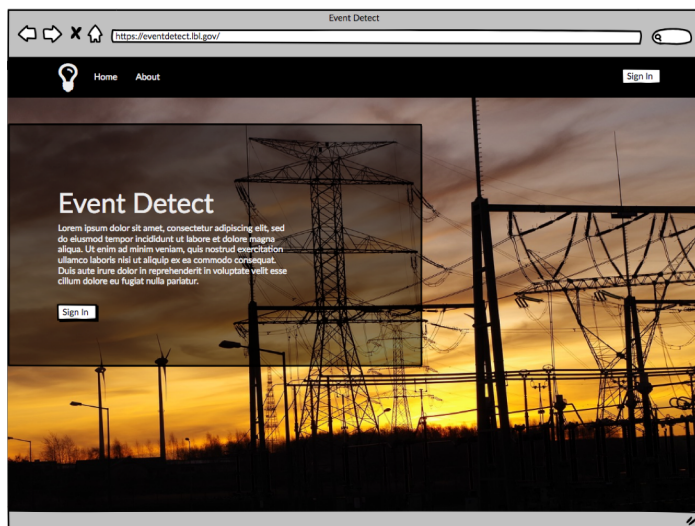 Event Detect
https://eventdetect.lbl.gov/
Home About Sign In
Event Detect
Lorem ipsum dolor sit amet, consectetur adipiscing elit, sed
do eiusmod tempor incididunt ut labore et dolore magna
aliqua. Ut enim ad minim veniam, quis nostrud exercitation
ullamco laboris nisi ut aliquip ex ea commodo consequat.
Duis aute irure dolor in reprehenderit in voluptate velit esse
cillum dolore eu fugiat nulla pariatur.
Sign In